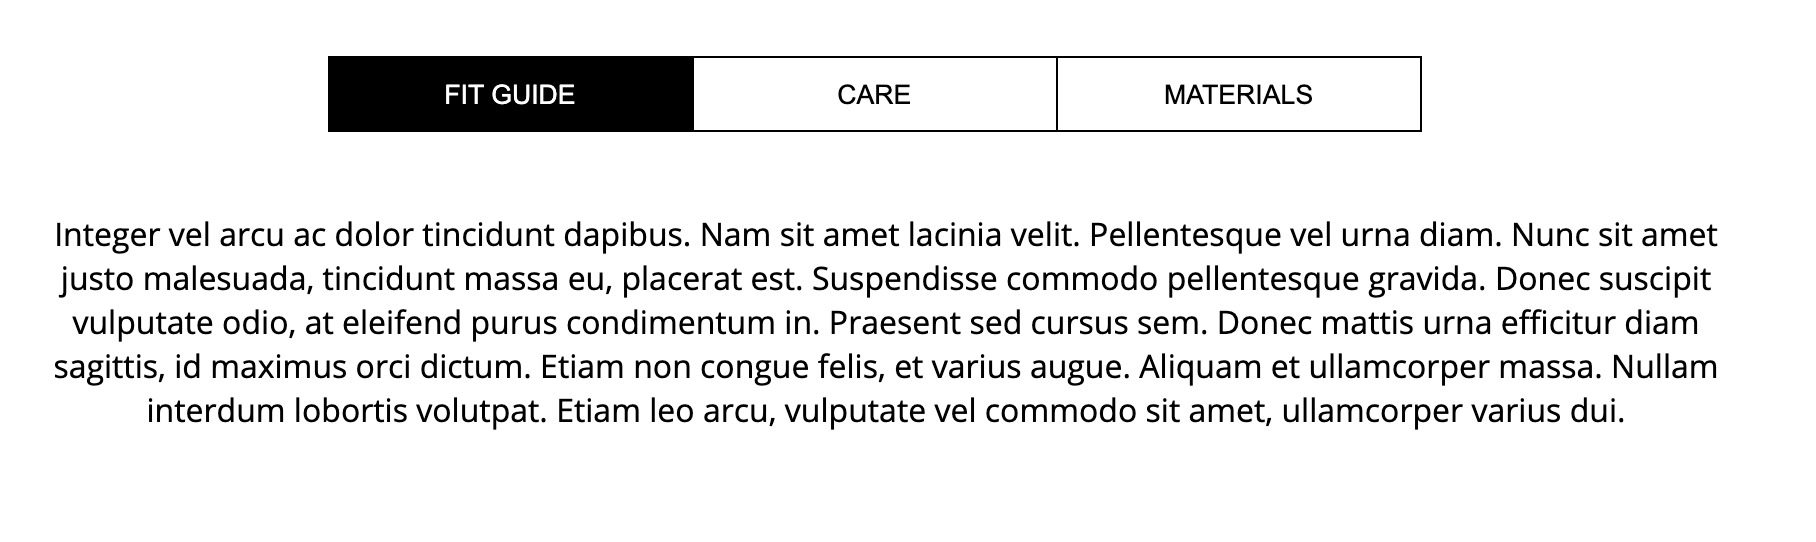 FIT GUIDE
CARE
MATERIALS
Integer vel arcu ac dolor tincidunt dapibus. Nam sit amet lacinia velit. Pellentesque vel urna diam. Nunc sit amet
justo malesuada, tincidunt massa eu, placerat est. Suspendisse commodo pellentesque gravida. Donec suscipit
vulputate odio, at eleifend purus condimentum in. Praesent sed cursus sem. Donec mattis urna efficitur diam
sagittis, id maximus orci dictum. Etiam non congue felis, et varius augue. Aliquam et ullamcorper massa. Nullam
interdum lobortis volutpat. Etiam leo arcu, vulputate vel commodo sit amet, ullamcorper varius dui.